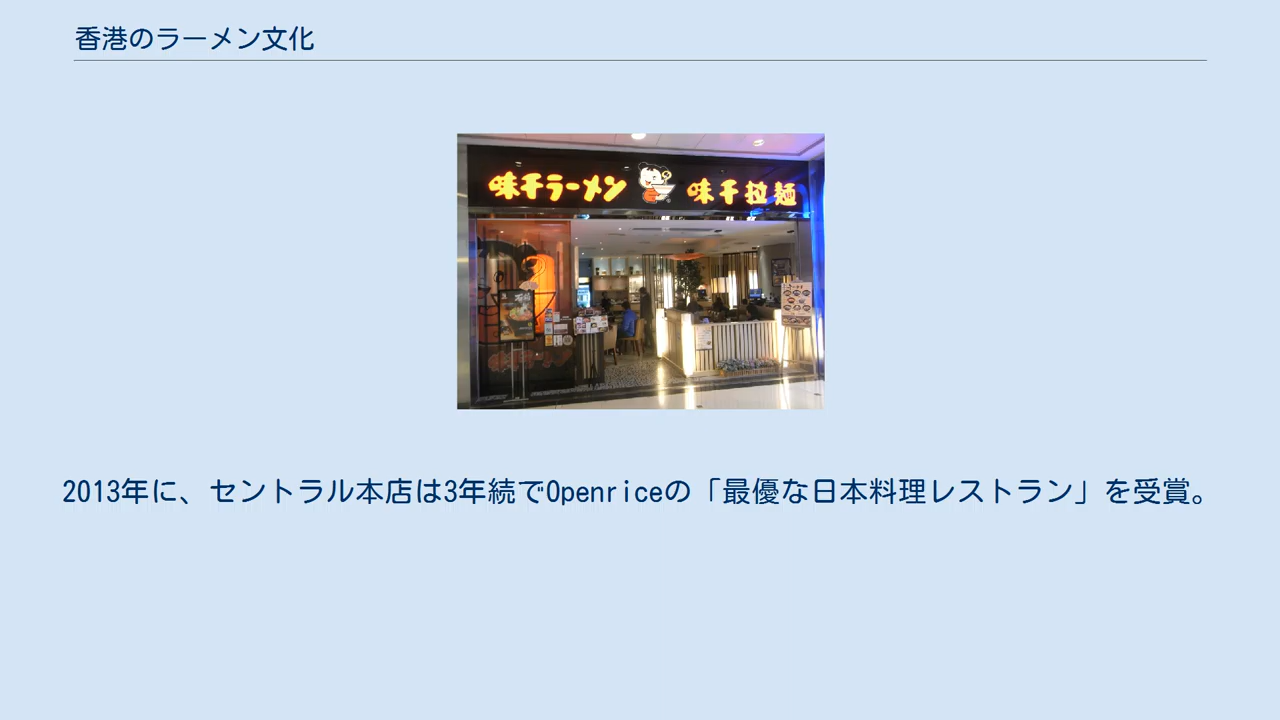 香港のラーメン文化
味千ラーメン 味千拉麺
2013年に、セントラル本店は3年続でOpenriceの「最優な日本料理レストラン」を受賞。